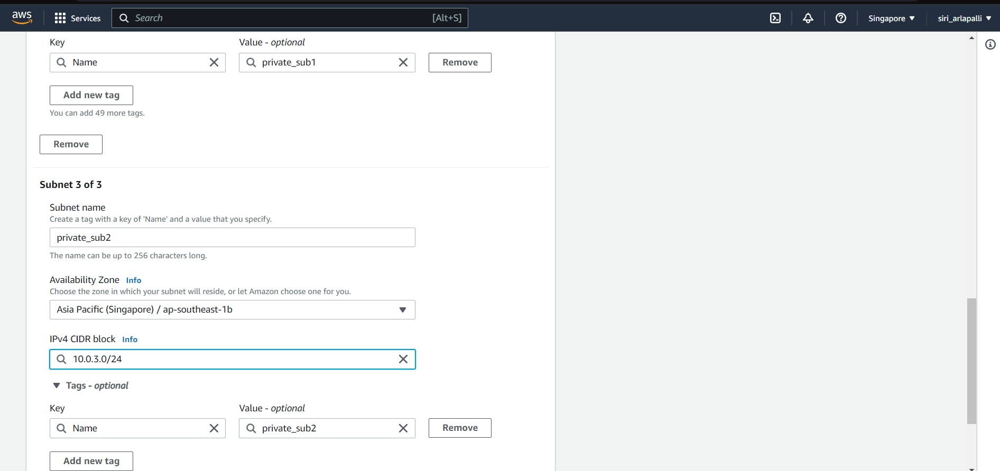 aws Services Search [Alt+S] Singapore siri_arlapalli
Key Value - optional
Name private_sub1 Remove
Add new tag
You can add 49 more tags.
Remove
Subnet 3 of 3
Subnet name
Create a tag with a key of 'Name' and a value that you specify.
private_sub2
The name can be up to 256 characters long.
Availability Zone Info
Choose the zone in which your subnet will reside, or let Amazon choose one for you.
Asia Pacific (Singapore) / ap-southeast-1b
IPv4 CIDR block Info
10.0.3.0/24
Tags - optional
Key Value - optional
Name private_sub2 Remove
Add new tag